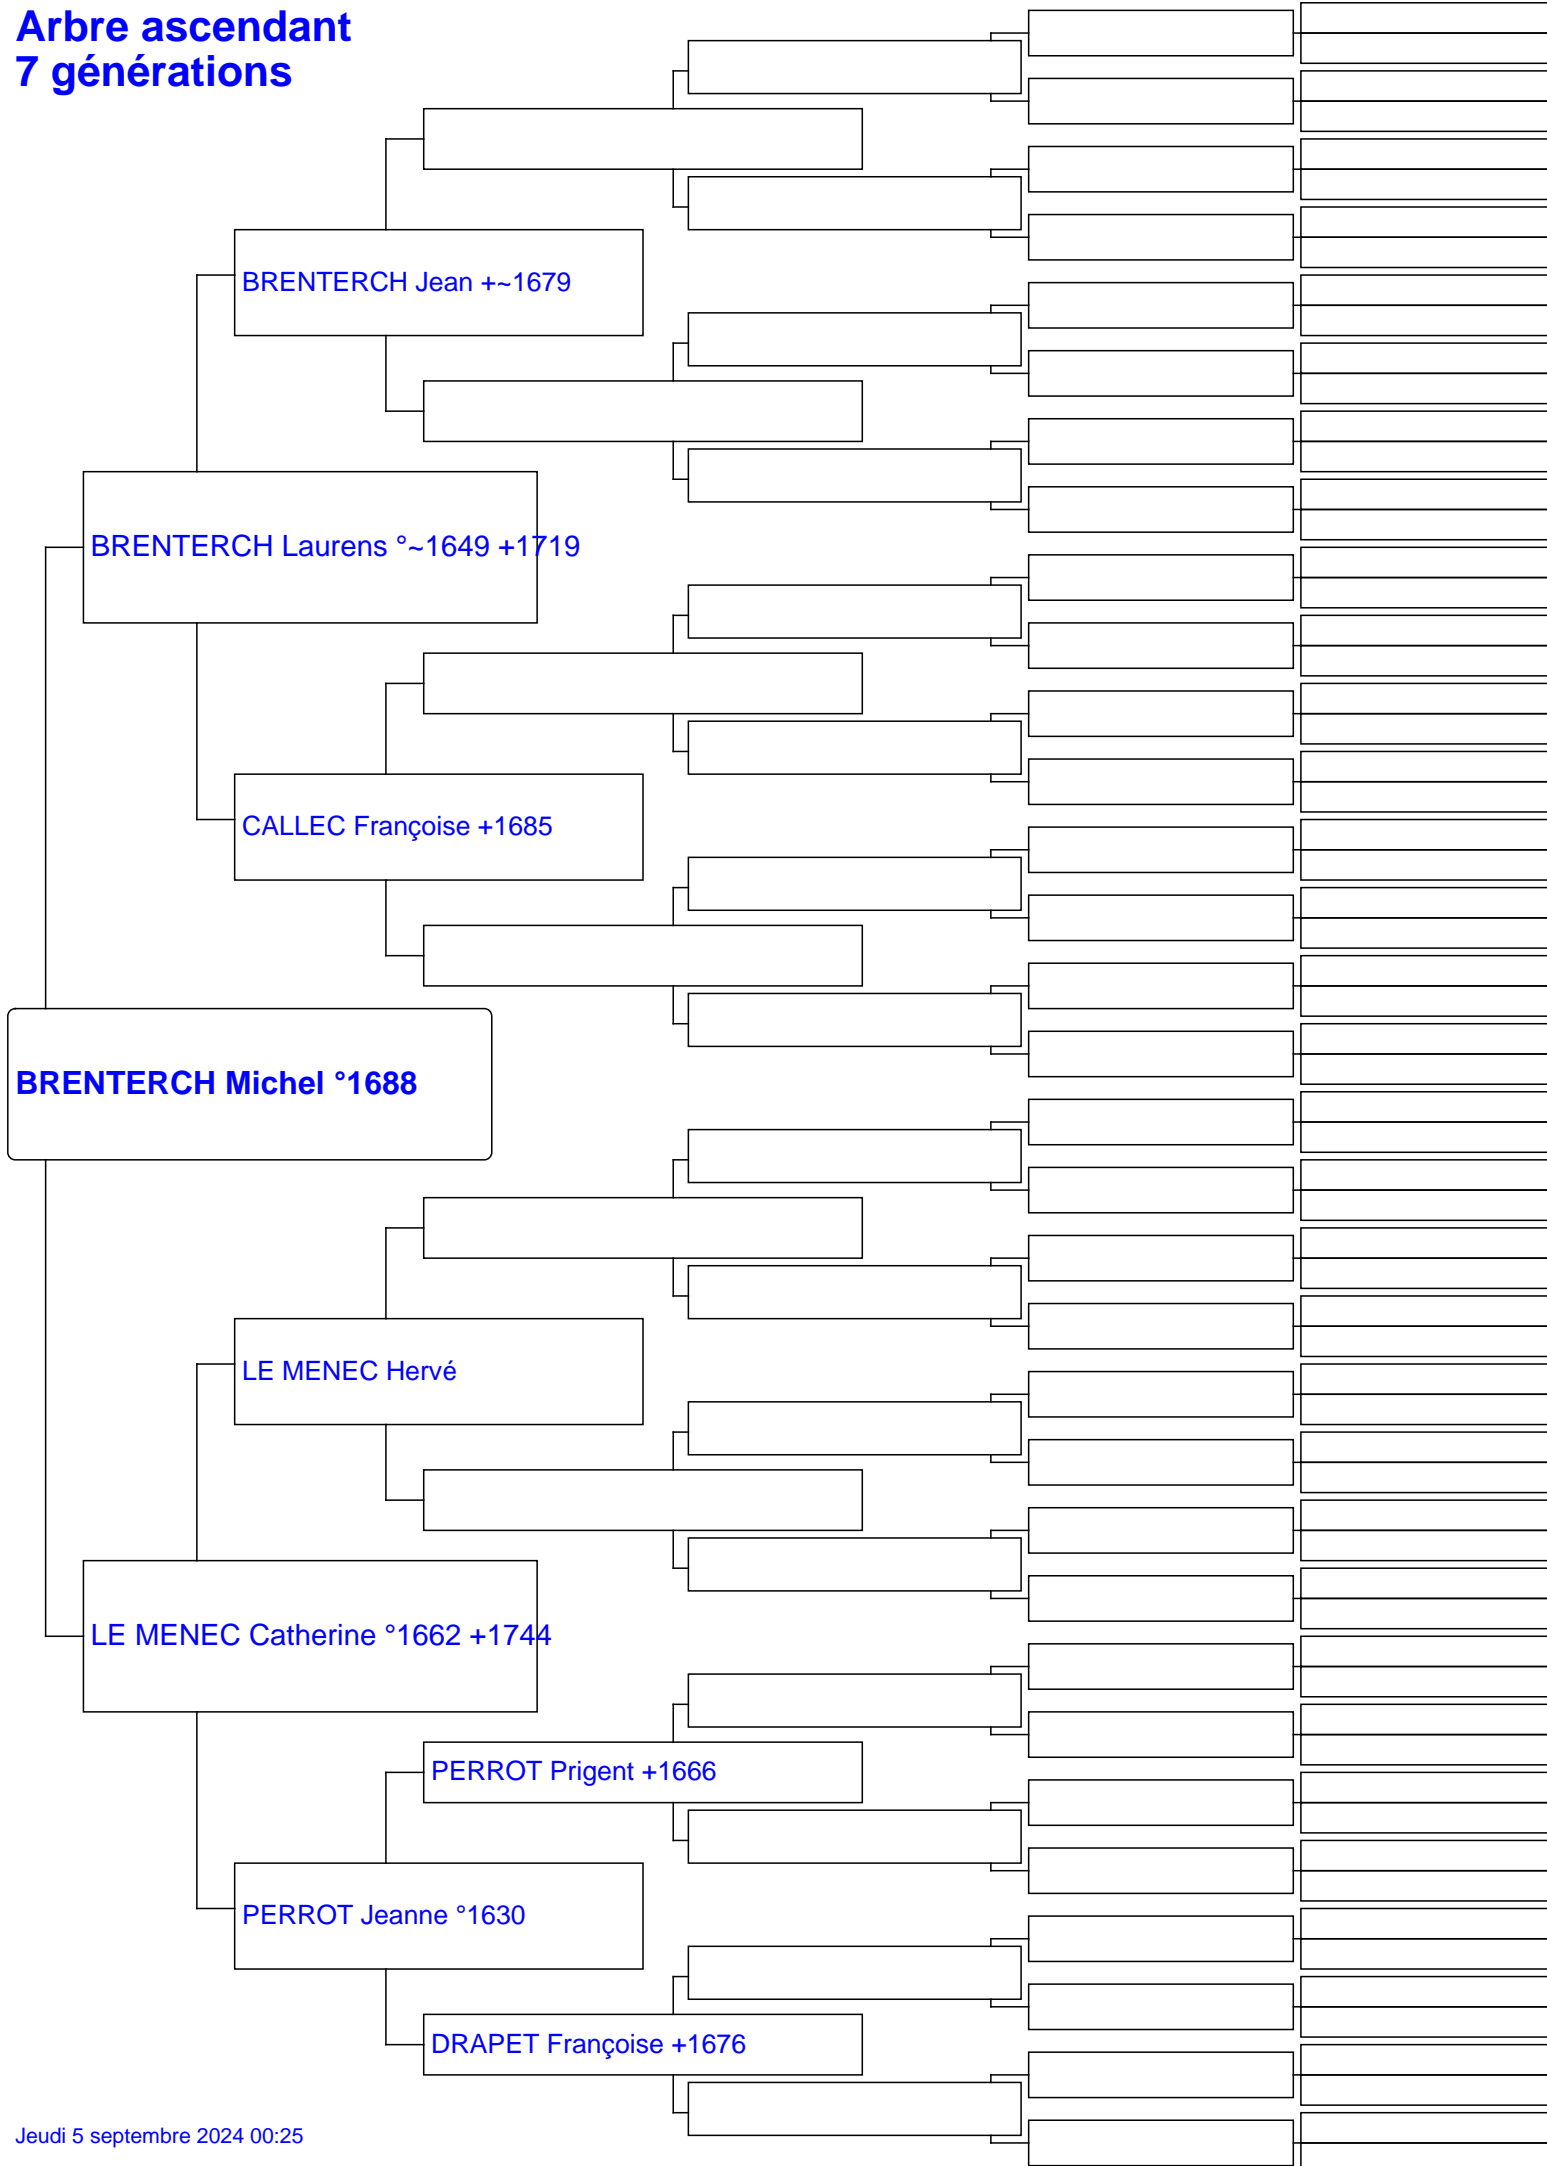 Arbre ascendant
7 générations
BRENTERCH Jean +~1679
BRENTERCH Laurens °~1649 +1719
CALLEC Françoise +1685
BRENTERCH Michel °1688
LE MENEC Hervé
LE MENEC Catherine °1662 +1744
PERROT Prigent +1666
PERROT Jeanne °1630
DRAPET Françoise +1676
Jeudi 5 septembre 2024 00:25